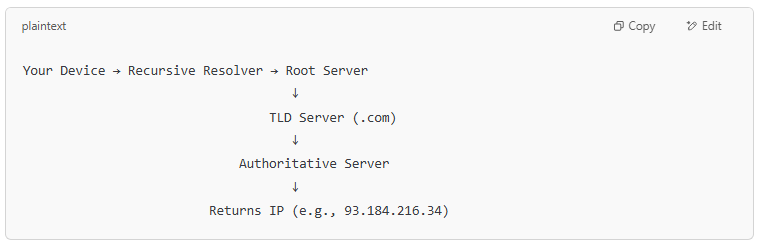 plaintext Copy Edit
Your Device → Recursive Resolver → Root Server
↓
TLD Server (.com)
↓
Authoritative Server
↓
Returns IP (e.g., 93.184.216.34)